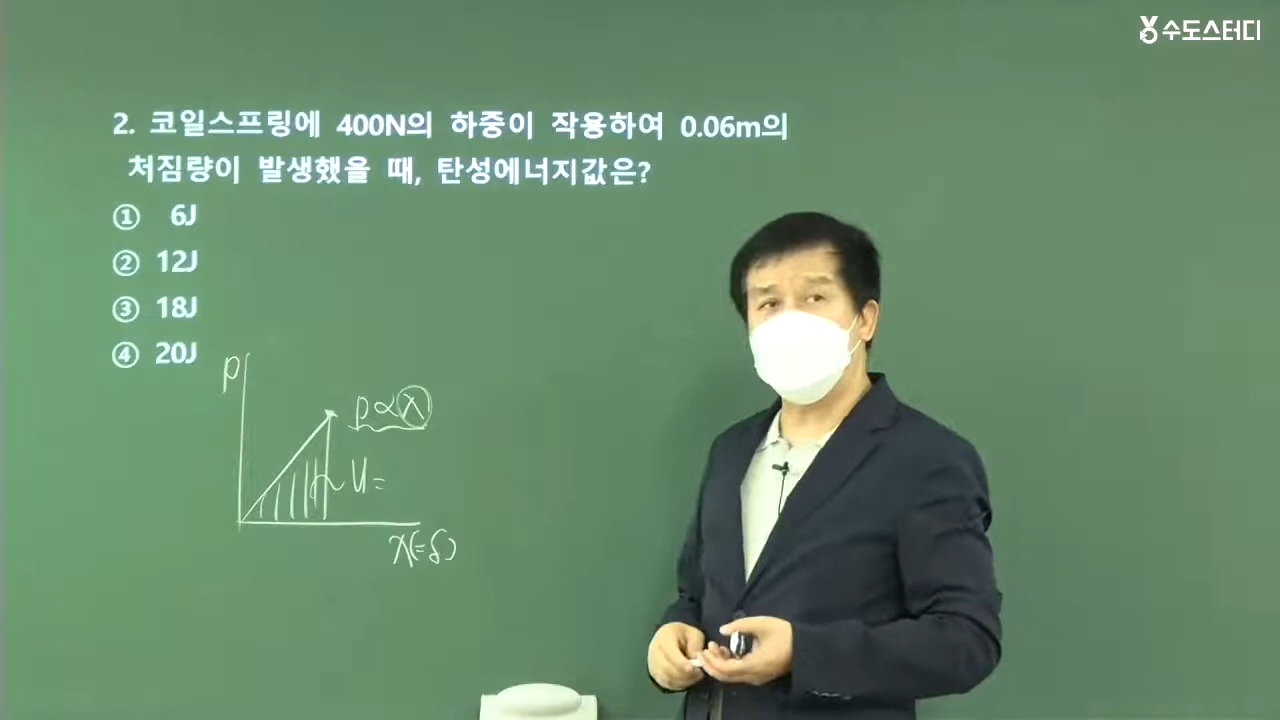 수도스터디
2. 코일스프링에 400N의 하중이 작용하여 0.06m의
처짐량이 발생했을 때, 탄성에너지값은?
① 6J
② 12J
③ 18J
④ 20J
P
P∝x
U=
x(=δ)